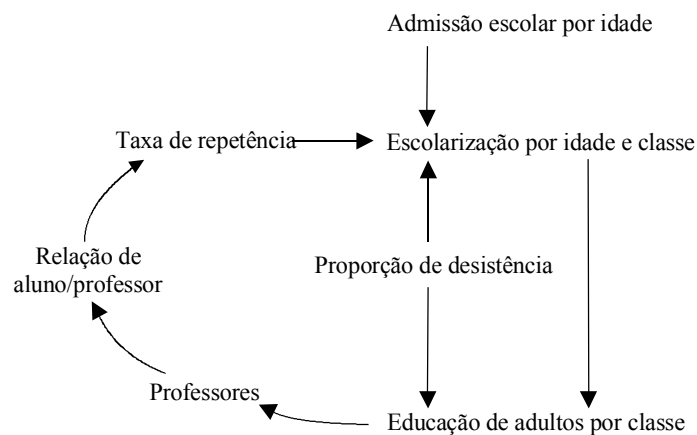 Admissão escolar por idade
Taxa de repetência
Escolarização por idade e classe
Relação de
aluno/professor
Proporção de desistência
Professores
Educação de adultos por classe